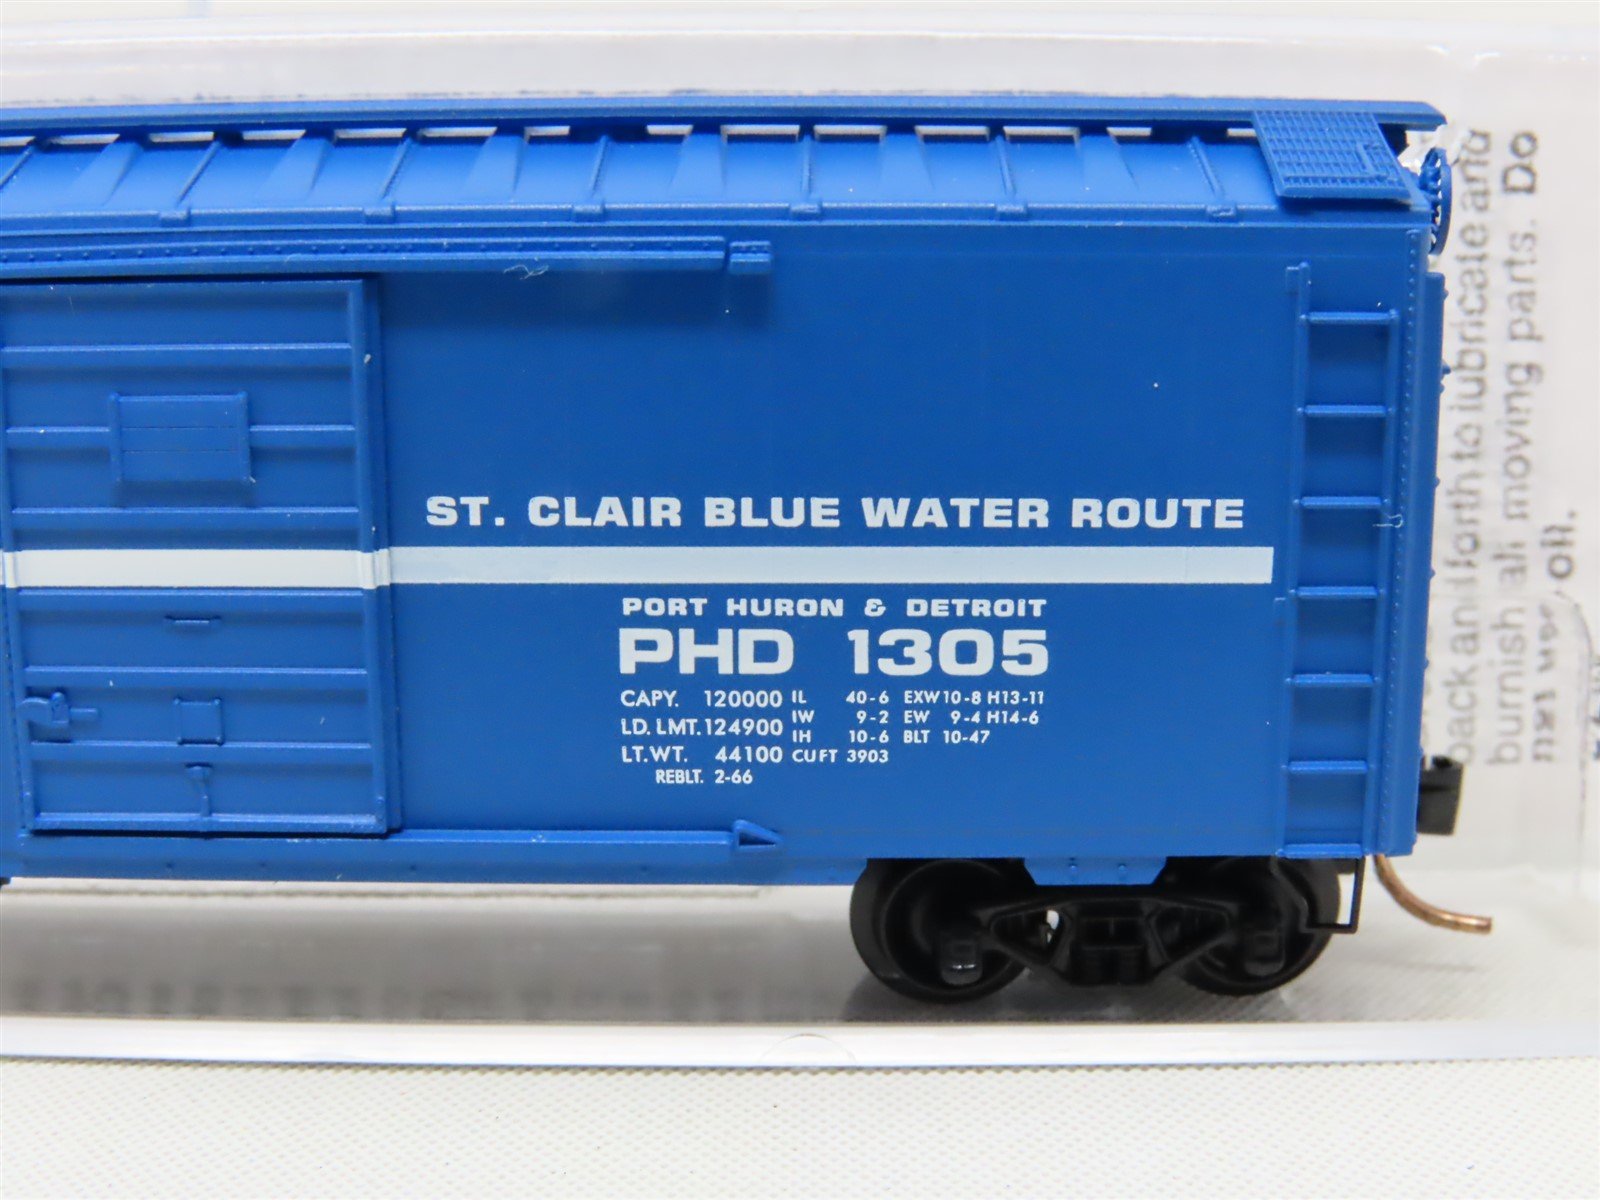 ST. CLAIR BLUE WATER ROUTE
PORT HURON & DETROIT
PHD 1305
CAPY. 120000 IL 40-6 EXW 10-8 H13-11
LD. LMT. 124900 IW 9-2 EW 9-4 H14-6
IH 10-6 BLT 10-47
LT. WT. 44100 CU FT 3903
REBLT. 2-66
back and forth to lubricate and
burnish all moving parts. Do
oil.